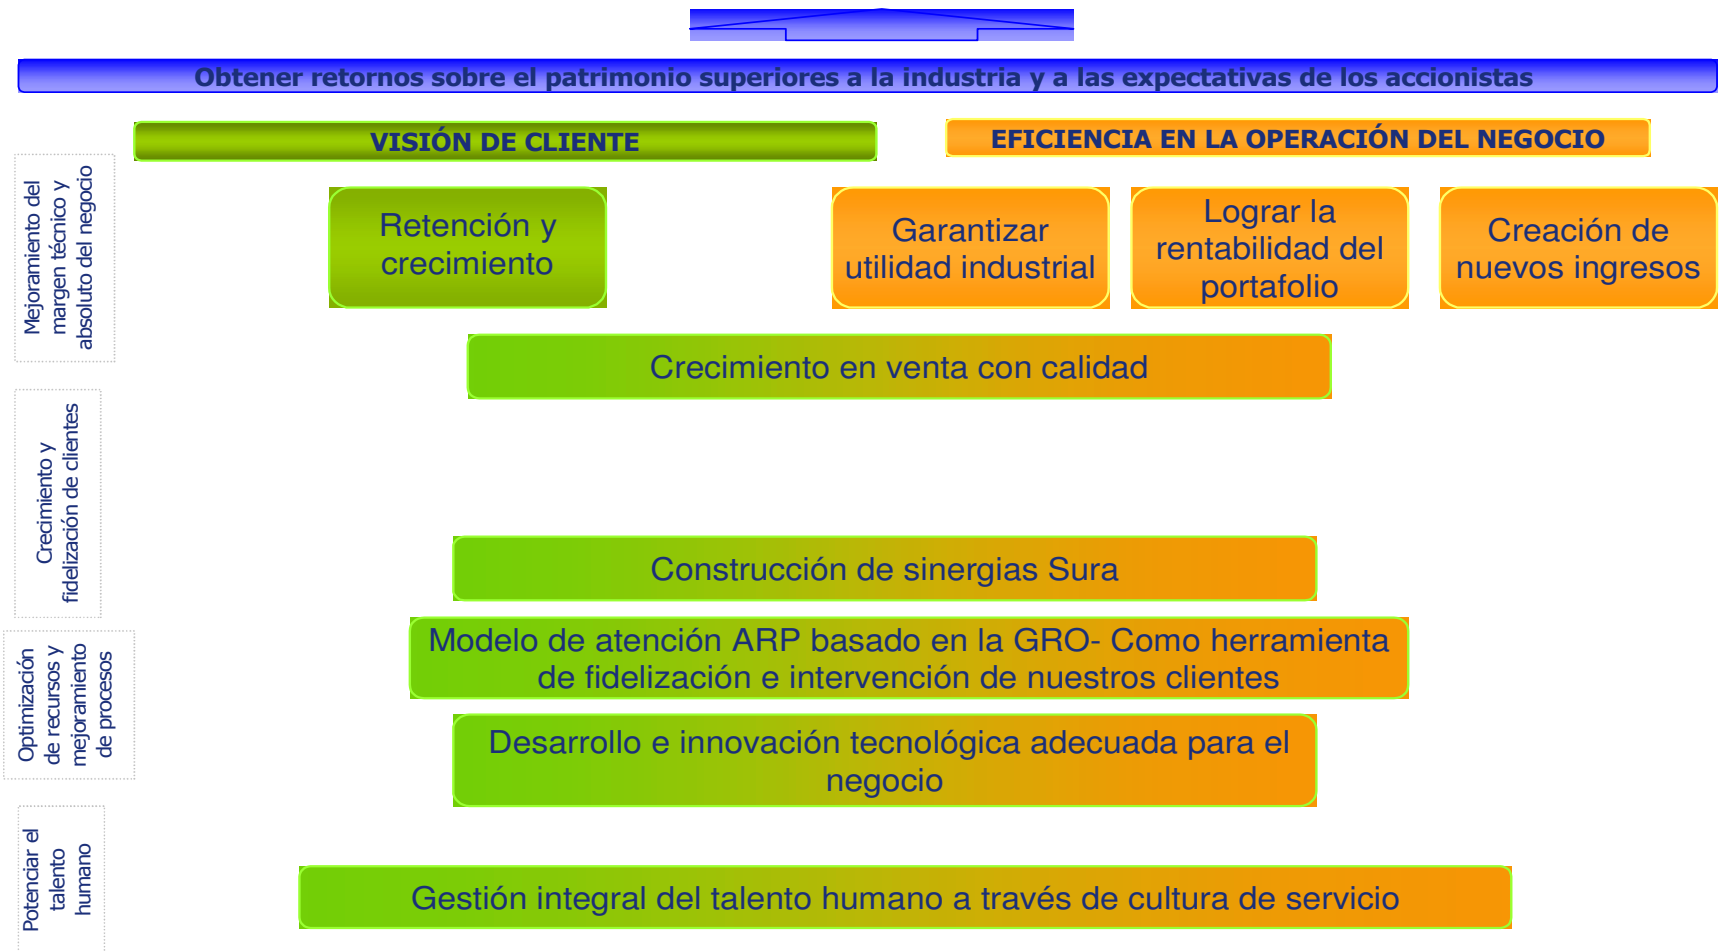 Obtener retornos sobre el patrimonio superiores a la industria y a las expectativas de los accionistas
VISIÓN DE CLIENTE
EFICIENCIA EN LA OPERACIÓN DEL NEGOCIO
Mejoramiento del
margen técnico y
absoluto del negocio
Retención y
crecimiento
Garantizar
utilidad industrial
Lograr la
rentabilidad del
portafolio
Creación de
nuevos ingresos
Crecimiento en venta con calidad
Crecimiento y
fidelización de clientes
Construcción de sinergias Sura
Optimización
de recursos y
mejoramiento
de procesos
Modelo de atención ARP basado en la GRO- Como herramienta
de fidelización e intervención de nuestros clientes
Desarrollo e innovación tecnológica adecuada para el
negocio
Potenciar el
talento
humano
Gestión integral del talento humano a través de cultura de servicio